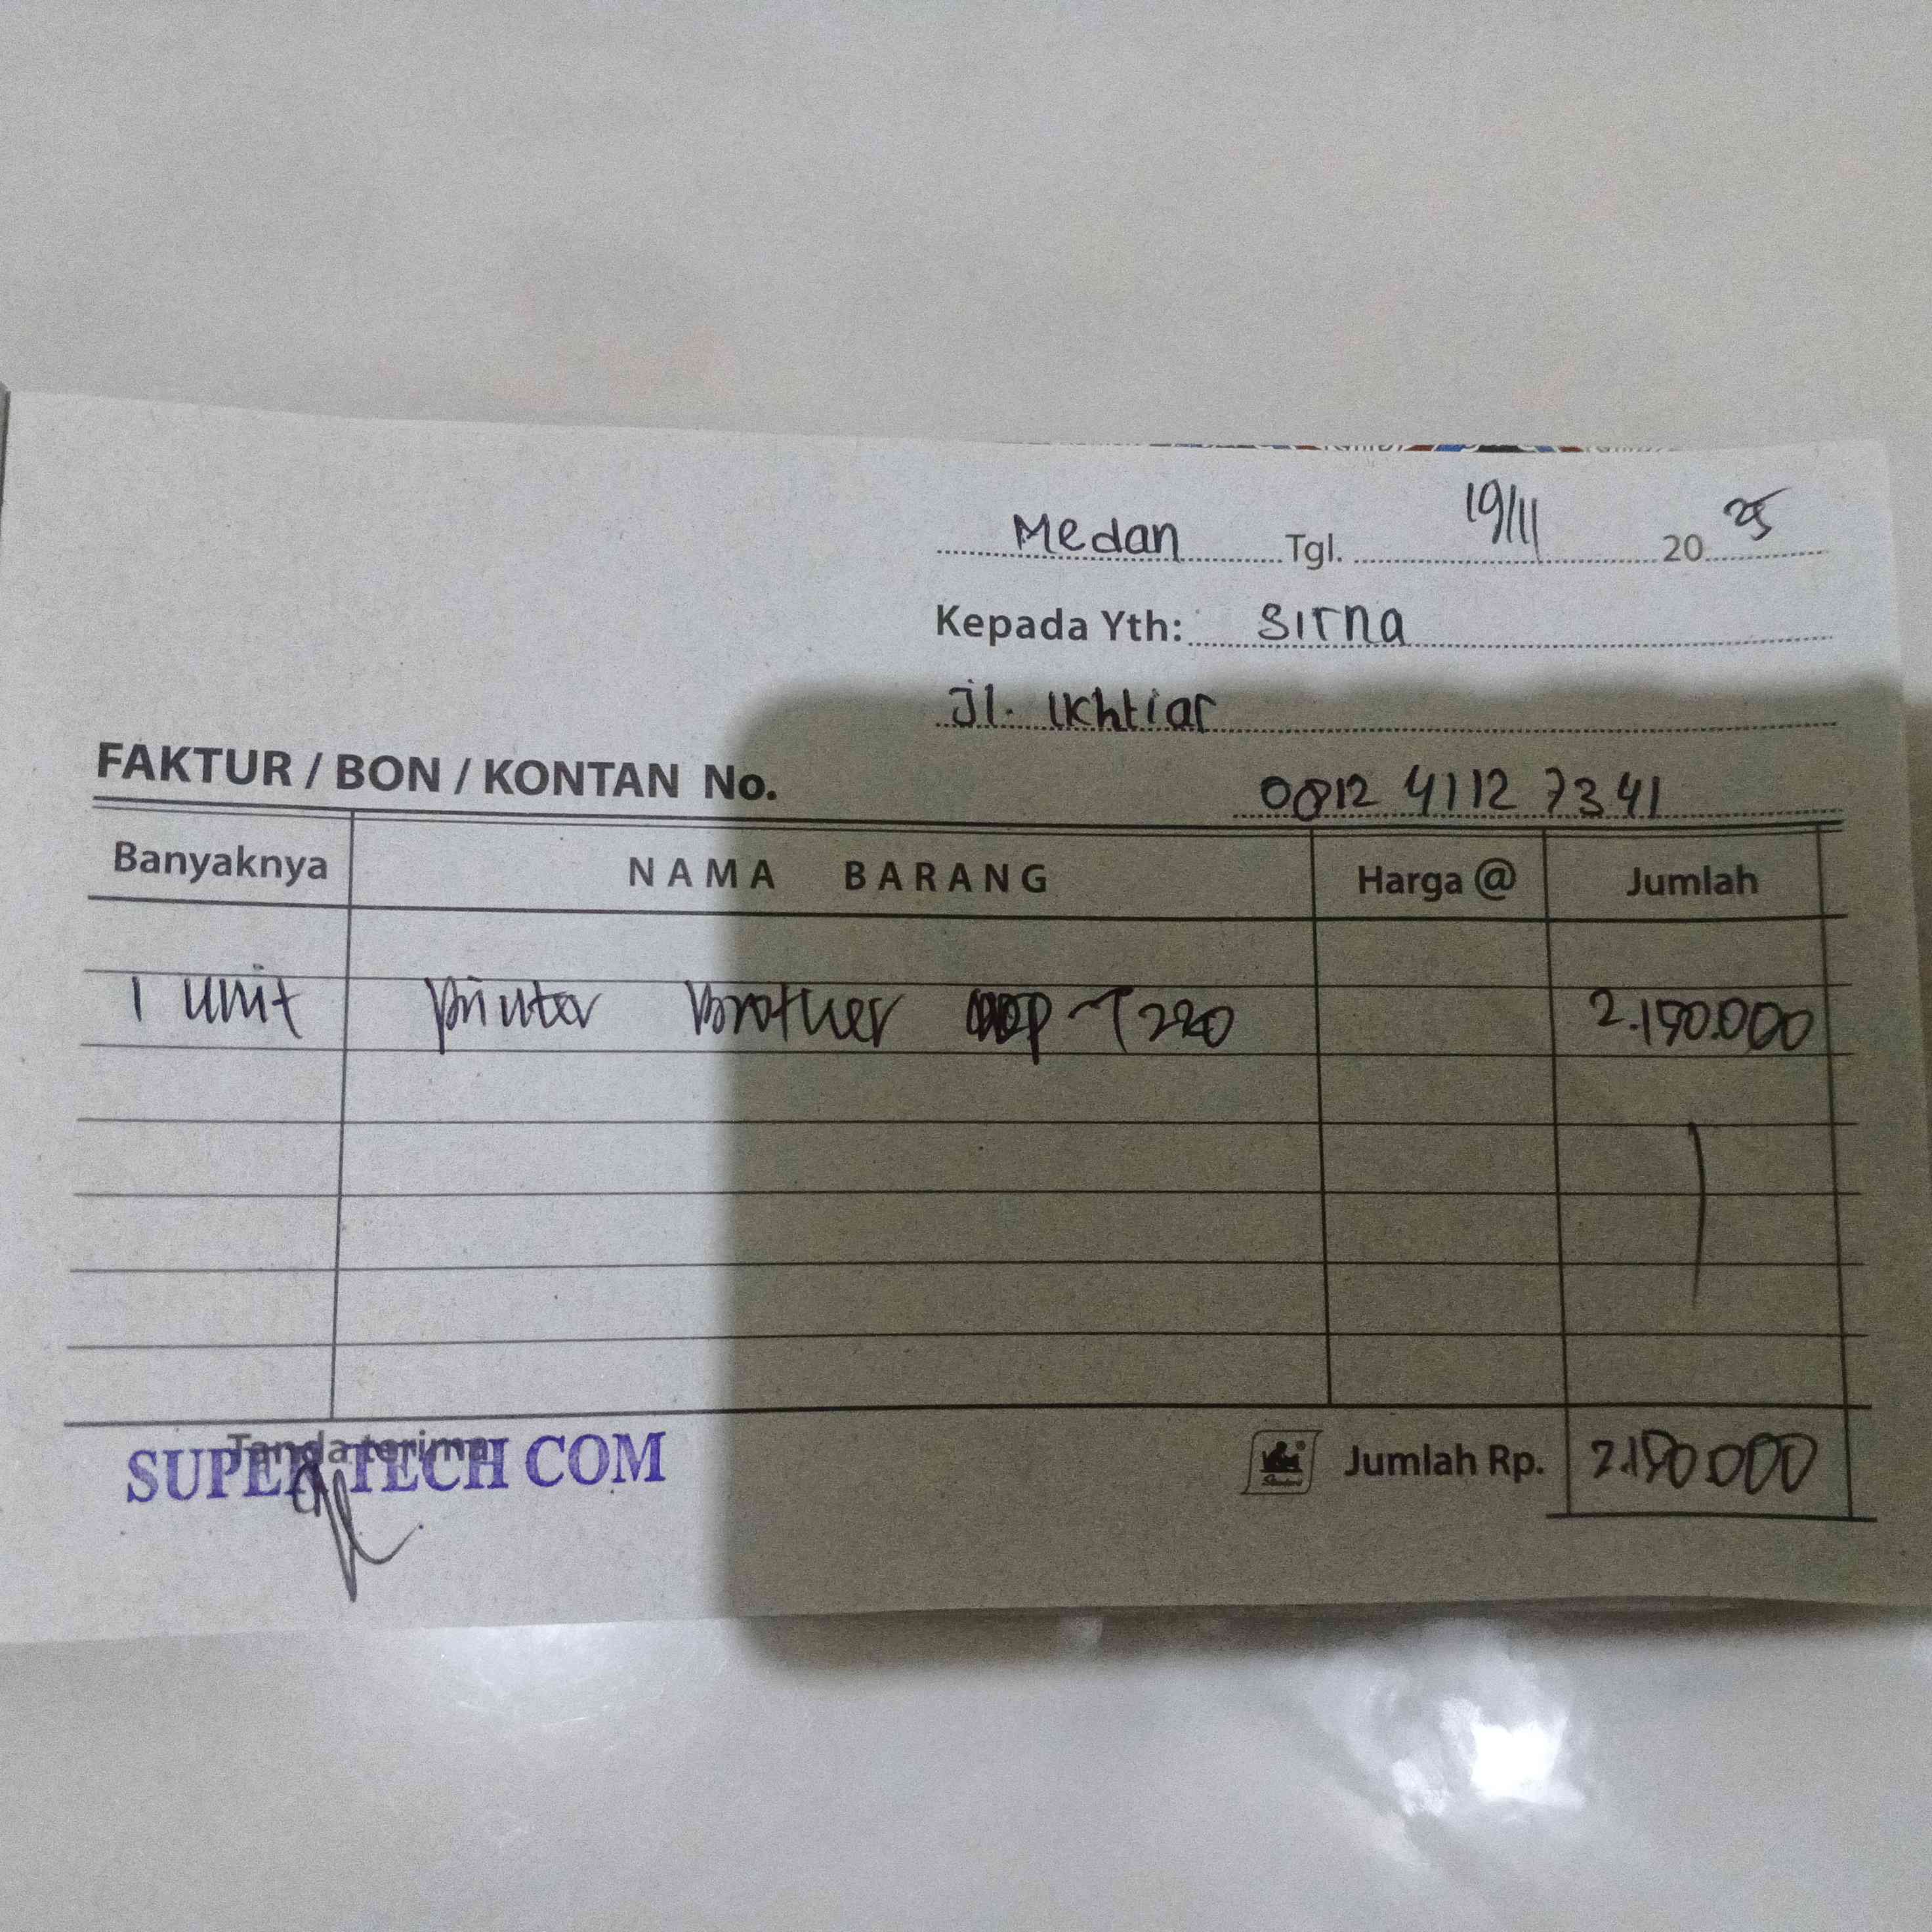 Medan Tgl. 19/11 2025
Kepada Yth: Sirna
Jl. Ikhtiar
FAKTUR / BON / KONTAN No. 0812 4112 7341
Banyaknya NAMA BARANG Harga @ Jumlah
1 unit printer Brother T220 2.150.000
Tanda terima
SUPER TECH COM
Jumlah Rp. 2.150.000